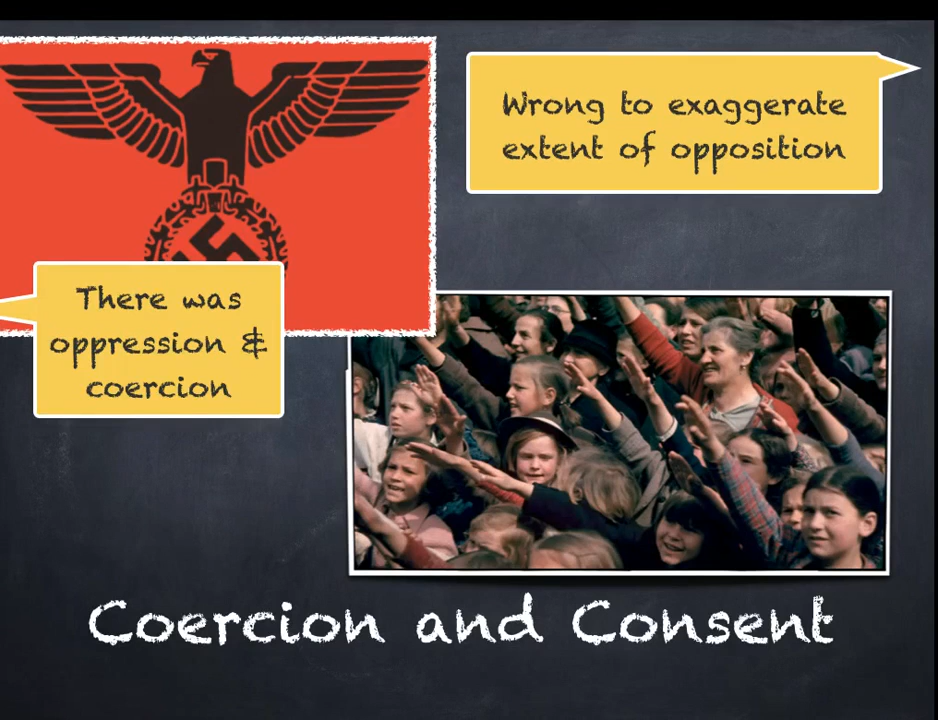 Wrong to exaggerate
extent of opposition
There was
oppression &
coercion
Coercion and Consent